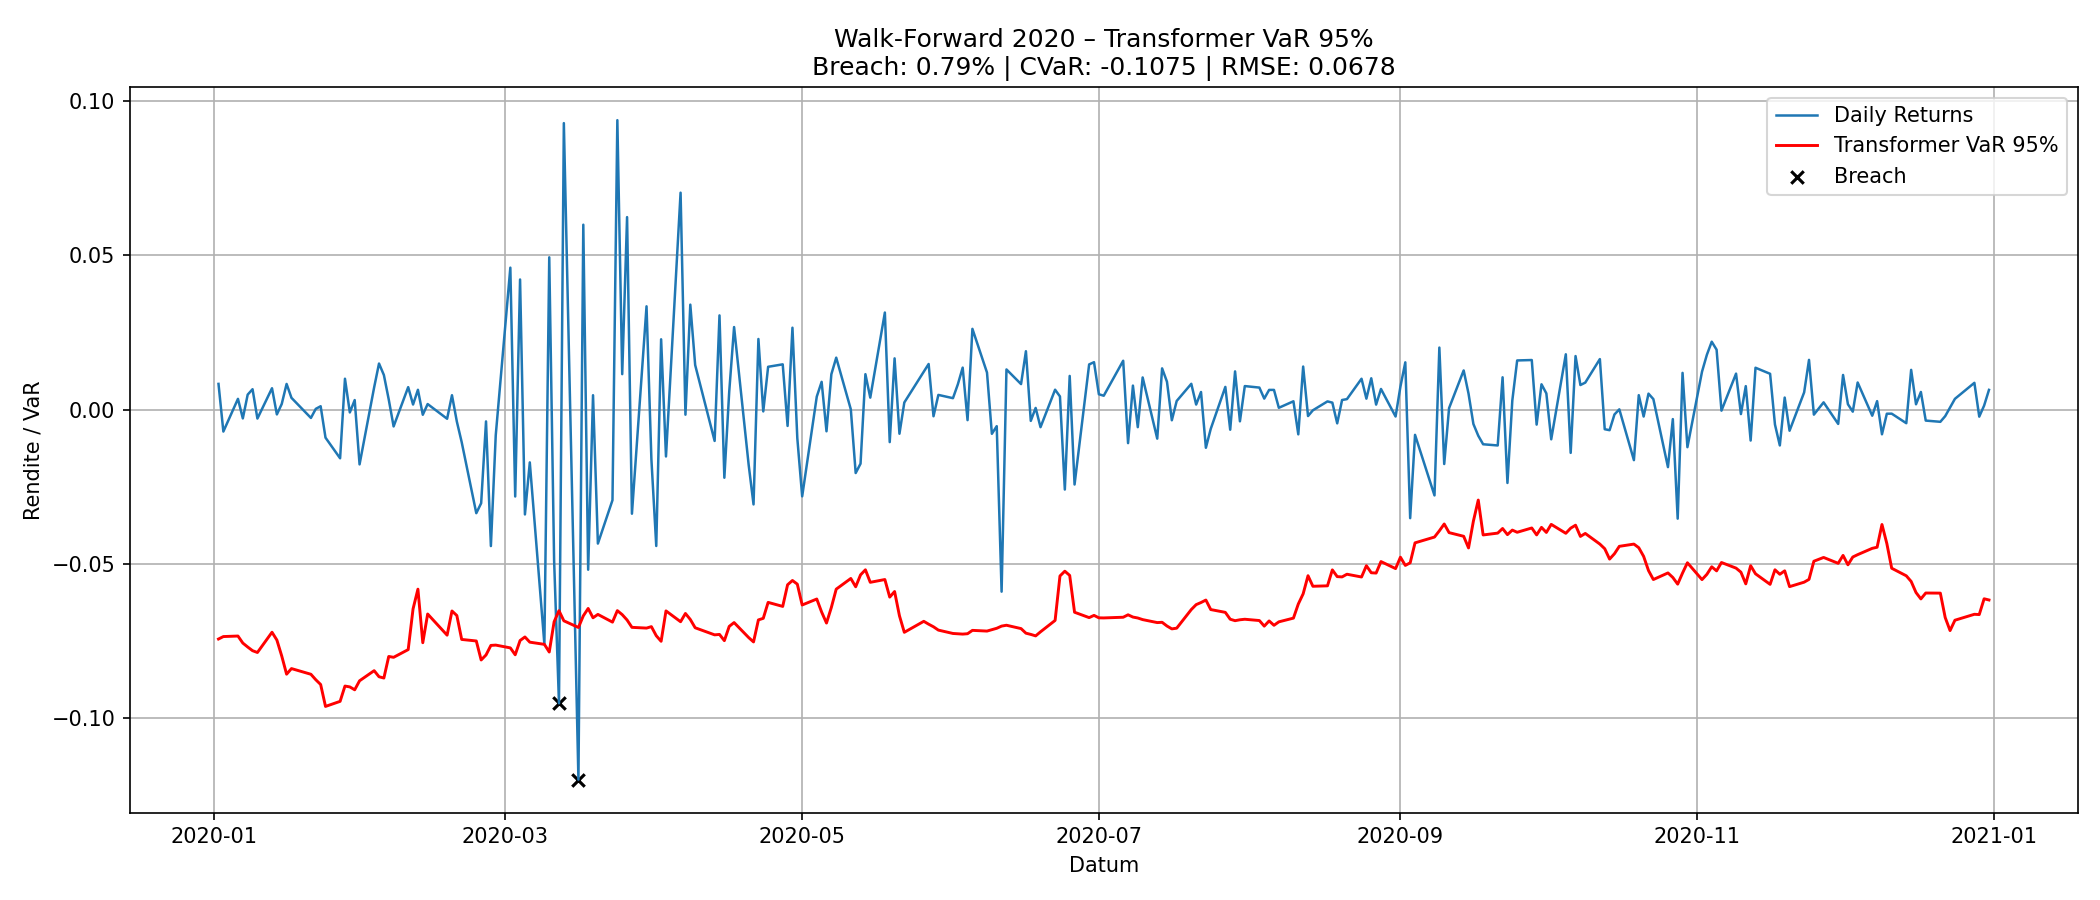 Walk-Forward 2020 – Transformer VaR 95%
Breach: 0.79% | CVaR: -0.1075 | RMSE: 0.0678
Daily Returns
Transformer VaR 95%
Breach
Rendite / VaR
0.10
0.05
0.00
−0.05
−0.10
2020-01
2020-03
2020-05
2020-07
2020-09
2020-11
2021-01
Datum